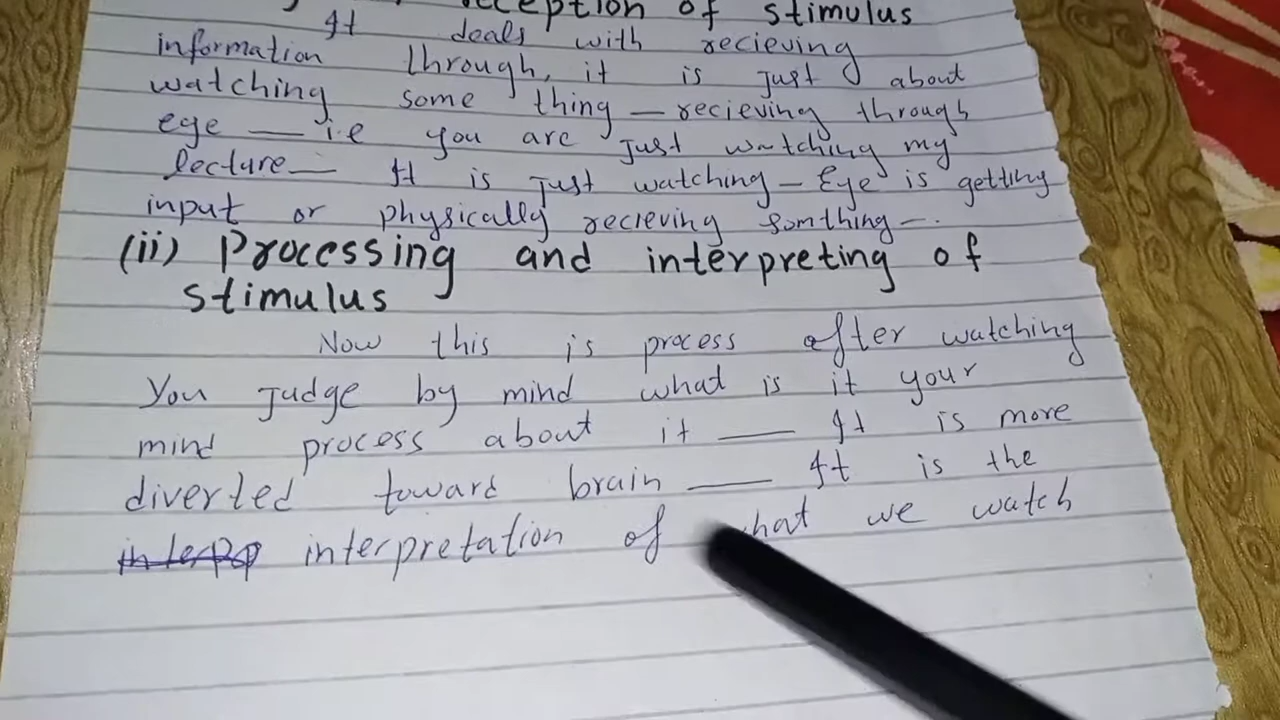 of stimulus
It deals with recieving
information through, it is just about
watching some thing — recieving through
eye — i.e you are just watching my
lecture — It is just watching — Eye is getting
input or physically recieving somthing —.
(ii) Processing and interpreting of
stimulus
Now this is process after watching
You judge by mind what is it your
mind process about it — It is more
diverted toward brain — It is the
interpretation of what we watch